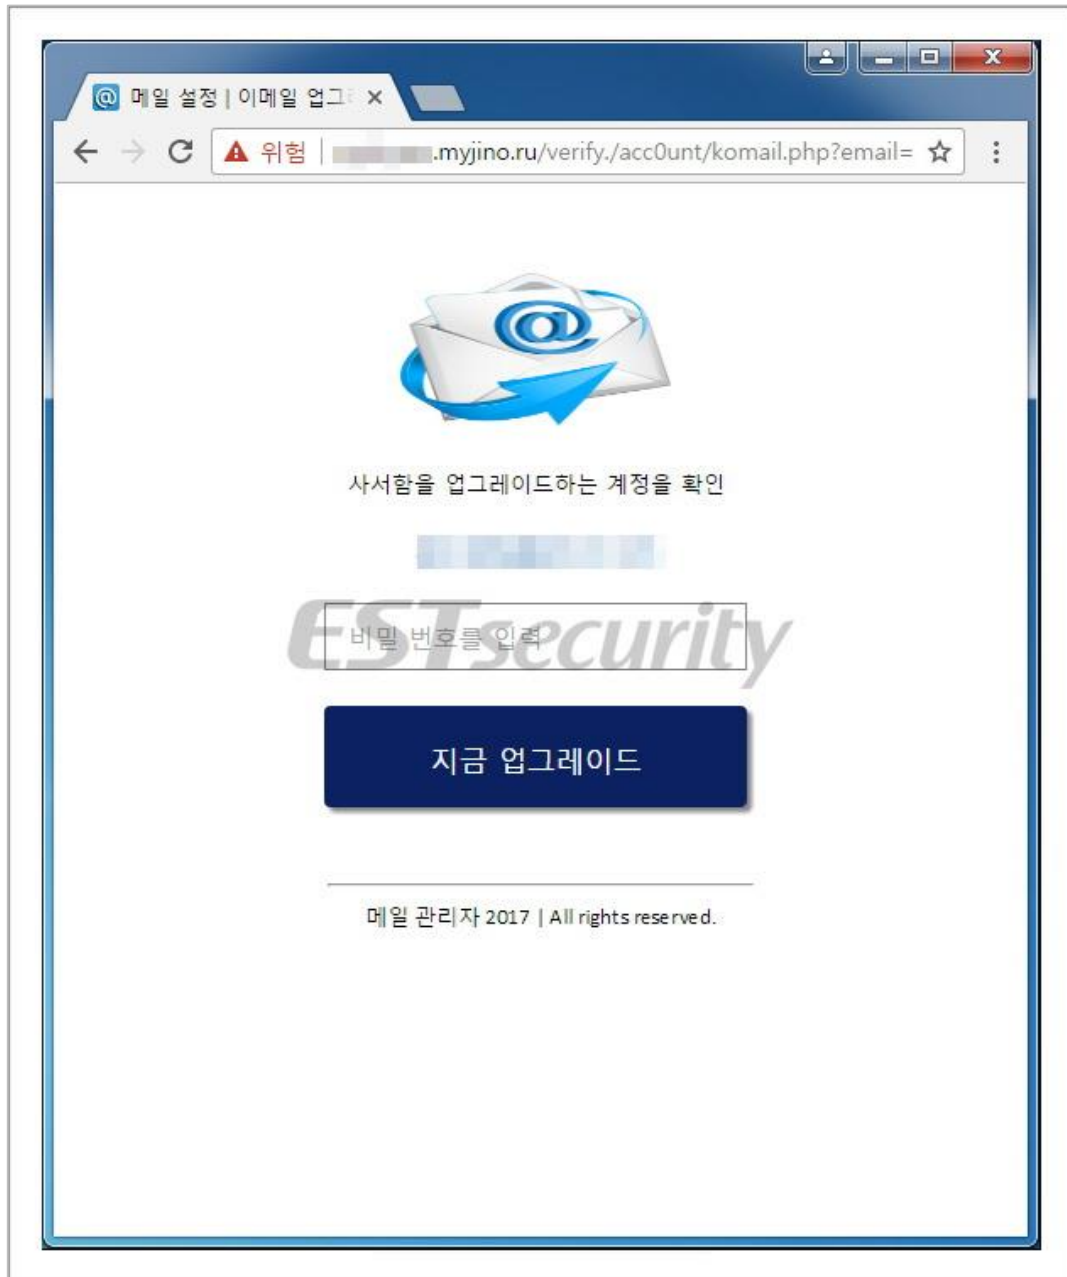 메일 설정 | 이메일 업그
위험 .myjino.ru/verify./acc0unt/komail.php?email=
사서함을 업그레이드하는 계정을 확인
ESTsecurity
비밀 번호를 입력
지금 업그레이드
메일 관리자 2017 | All rights reserved.